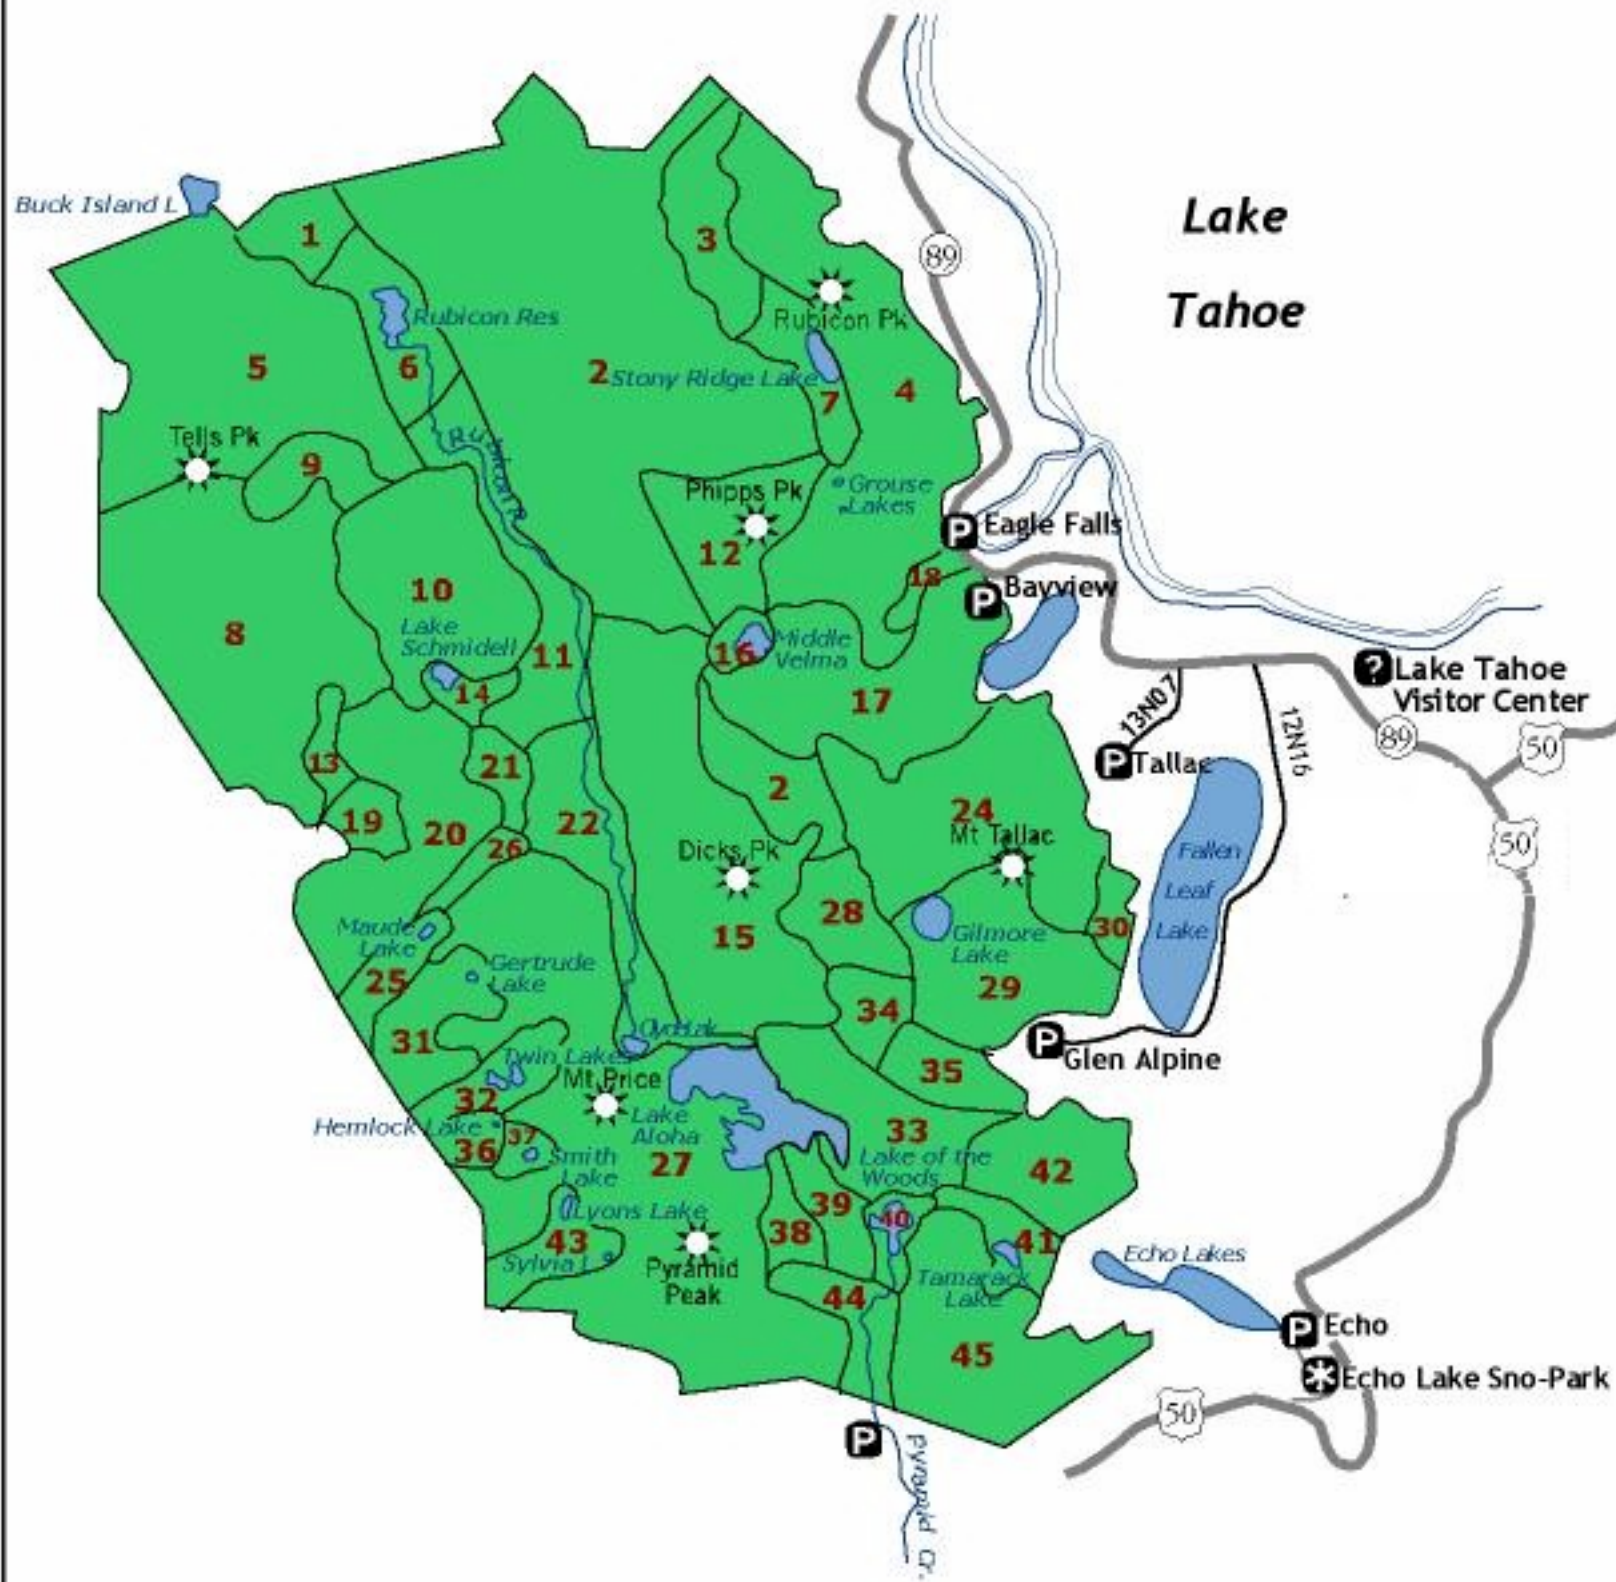 Lake
Tahoe
Buck Island L
1
3
89
Rubicon Res
Rubicon Pk
5
6
2
Stony Ridge Lake
7
4
Tells Pk
9
Rubicon R
Phipps Pk
Grouse
Lakes
Eagle Falls
12
18
Bayview
10
8
Lake
Schmidell
11
14
16
Middle
Velma
17
?
Lake Tahoe
Visitor Center
13N07
12N16
89
50
P
P
P
Tallac
13
21
2
24
Mt Tallac
50
19
20
22
26
Dicks Pk
Fallen
Leaf
Lake
28
30
Maude
Lake
15
Gilmore
Lake
25
Gertrude
Lake
29
31
34
P
Glen Alpine
Twin Lakes
35
Mt Price
32
Lake
Aloha
33
Hemlock Lake
37
36
Smith
Lake
27
Lake of the
Woods
42
Lyons Lake
39
40
43
38
41
Sylvia L
Pyramid
Peak
Echo Lakes
Tamarack
Lake
44
P
Echo
45
Echo Lake Sno-Park
50
P
Pyramid Cr.